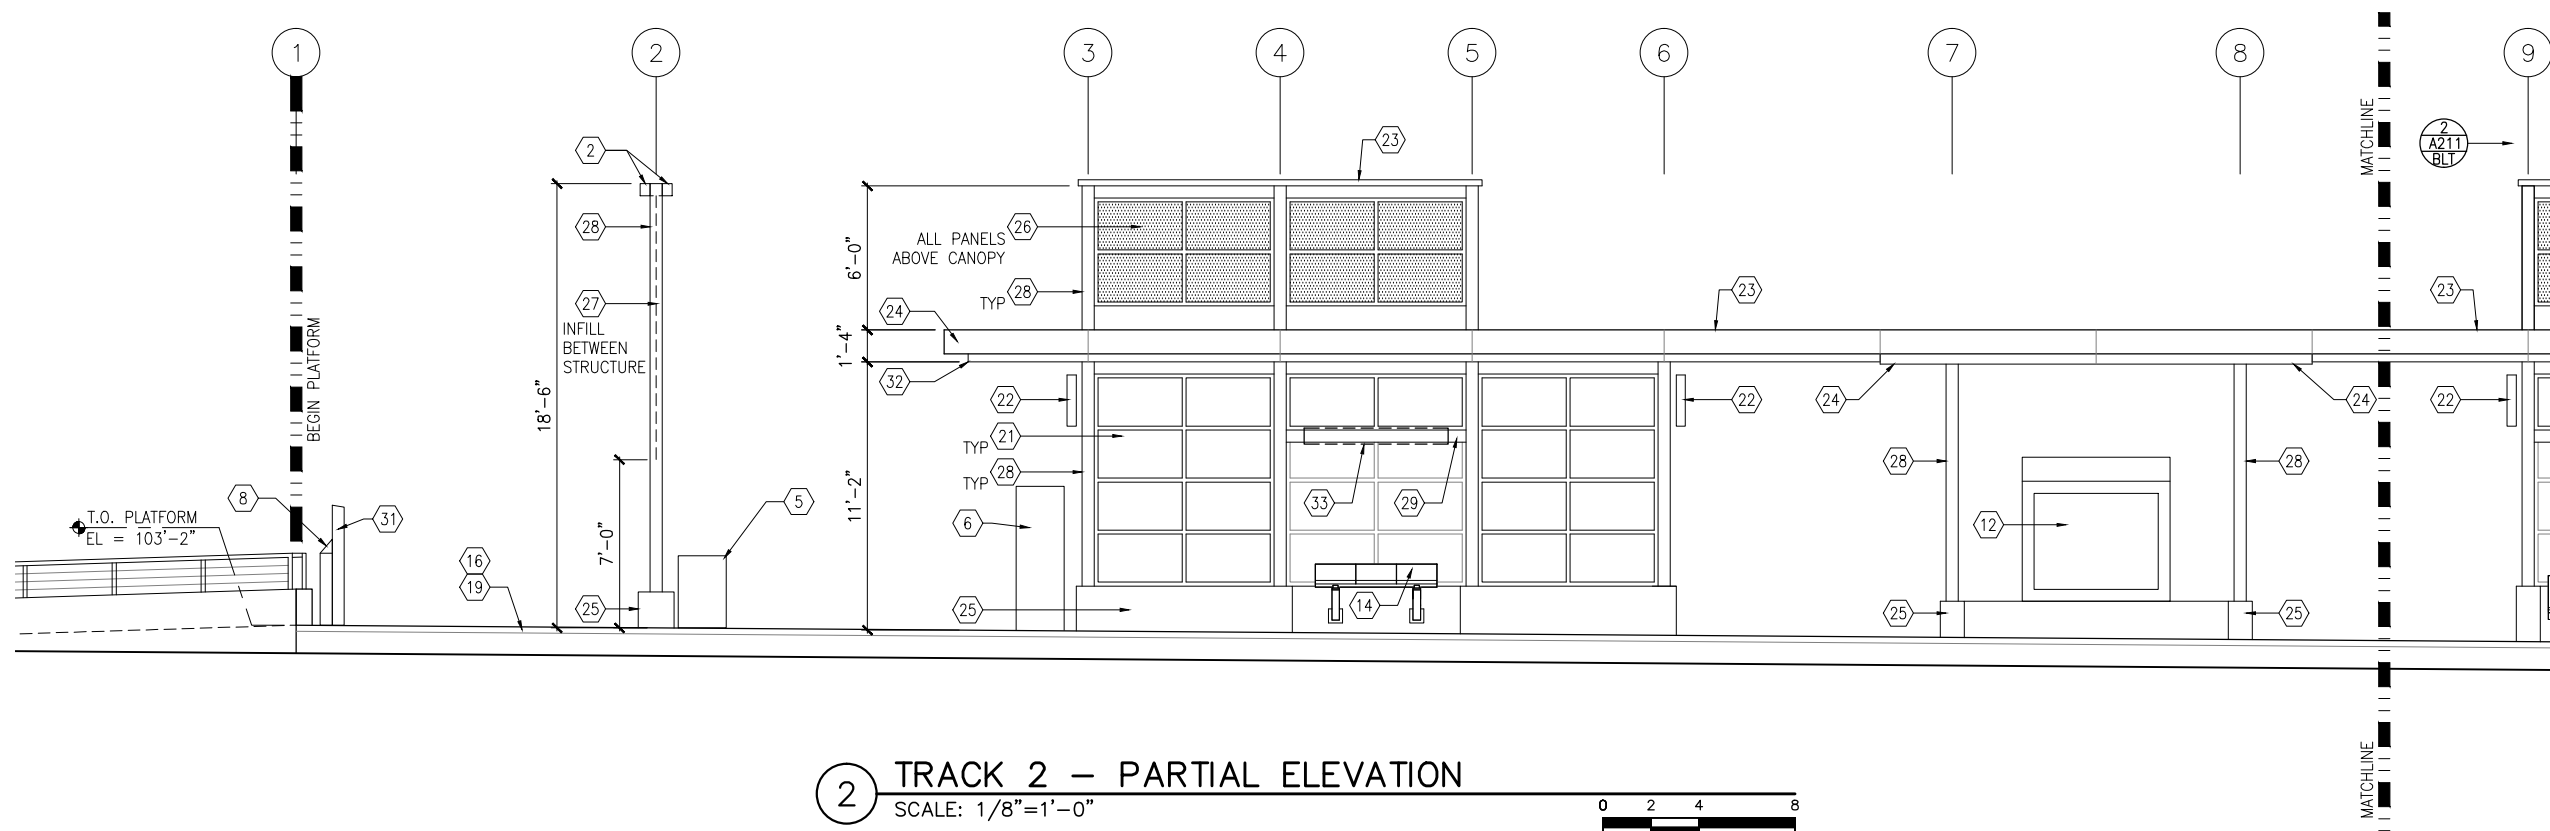 1
2
3
4
5
6
7
8
9
MATCHLINE
2
A211
BLT
2
23
28
26
ALL PANELS
ABOVE CANOPY
6'-0"
28
TYP
27
INFILL
BETWEEN
STRUCTURE
24
23
23
1'-4"
32
BEGIN PLATFORM
18'-6"
22
22
24
24
22
21
TYP
28
TYP
28
28
8
31
5
6
11'-2"
33
29
12
T.O. PLATFORM
EL = 103'-2"
7'-0"
16
19
25
25
14
25
25
MATCHLINE
2
TRACK 2 – PARTIAL ELEVATION
SCALE: 1/8"=1'-0"
0 2 4 8